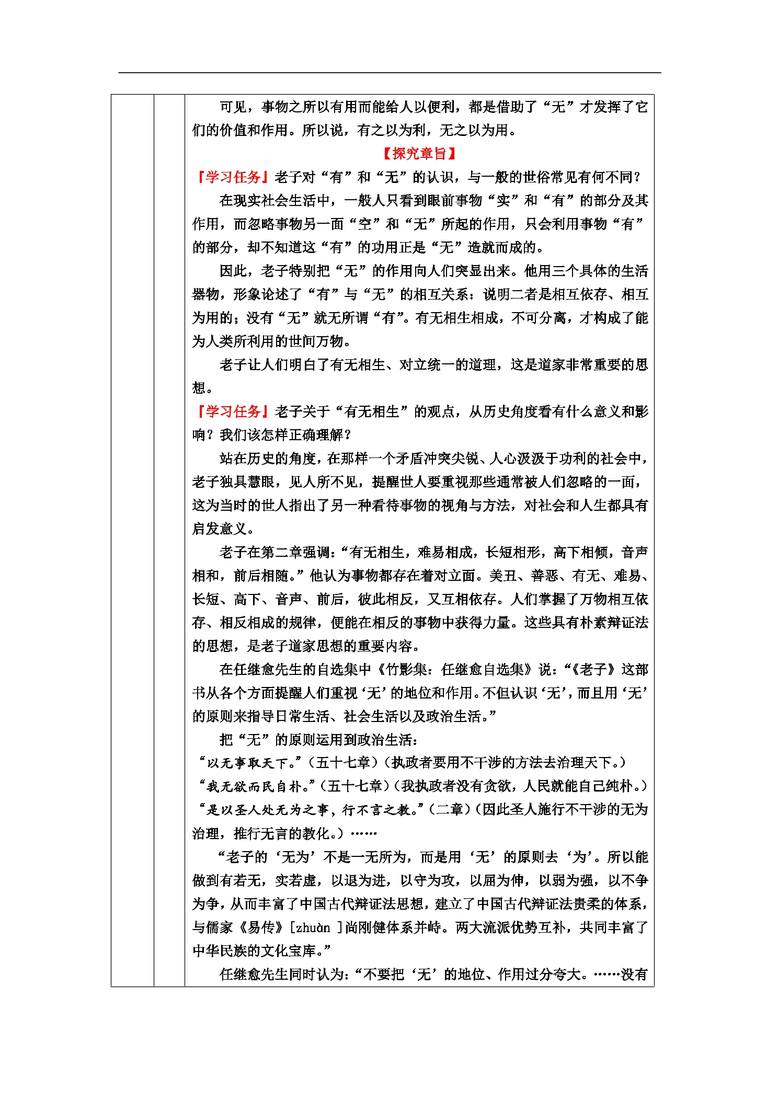 可见，事物之所以有用而能给人以便利，都是借助了“无”才发挥了它
们的价值和作用。所以说，有之以为利，无之以为用。
【探究章旨】
『学习任务』老子对“有”和“无”的认识，与一般的世俗常见有何不同？
在现实社会生活中，一般人只看到眼前事物“实”和“有”的部分及其
作用，而忽略事物另一面“空”和“无”所起的作用，只会利用事物“有”
的部分，却不知道这“有”的功用正是“无”造就而成的。
因此，老子特别把“无”的作用向人们突显出来。他用三个具体的生活
器物，形象论述了“有”与“无”的相互关系：说明二者是相互依存、相互
为用的；没有“无”就无所谓“有”。有无相生相成，不可分离，才构成了能
为人类所利用的世间万物。
老子让人们明白了有无相生、对立统一的道理，这是道家非常重要的思
想。
『学习任务』老子关于“有无相生”的观点，从历史角度看有什么意义和影
响？我们该怎样正确理解？
站在历史的角度，在那样一个矛盾冲突尖锐、人心汲汲于功利的社会中，
老子独具慧眼，见人所不见，提醒世人要重视那些通常被人们忽略的一面，
这为当时的世人指出了另一种看待事物的视角与方法，对社会和人生都具有
启发意义。
老子在第二章强调：“有无相生，难易相成，长短相形，高下相倾，音声
相和，前后相随。”他认为事物都存在着对立面。美丑、善恶、有无、难易、
长短、高下、音声、前后，彼此相反，又互相依存。人们掌握了万物相互依
存、相反相成的规律，便能在相反的事物中获得力量。这些具有朴素辩证法
的思想，是老子道家思想的重要内容。
在任继愈先生的自选集中《竹影集：任继愈自选集》说：“《老子》这部
书从各个方面提醒人们重视‘无’的地位和作用。不但认识‘无’，而且用‘无’
的原则来指导日常生活、社会生活以及政治生活。”
把“无”的原则运用到政治生活：
“以无事取天下。”（五十七章）（执政者要用不干涉的方法去治理天下。）
“我无欲而民自朴。”（五十七章）（我执政者没有贪欲，人民就能自己纯朴。）
“是以圣人处无为之事，行不言之教。”（二章）（因此圣人施行不干涉的无为
治理，推行无言的教化。）……
“老子的‘无为’不是一无所为，而是用‘无’的原则去‘为’。所以能
做到有若无，实若虚，以退为进，以守为攻，以屈为伸，以弱为强，以不争
为争，从而丰富了中国古代辩证法思想，建立了中国古代辩证法贵柔的体系，
与儒家《易传》[zhuàn ]尚刚健体系并峙。两大流派优势互补，共同丰富了
中华民族的文化宝库。”
任继愈先生同时认为：“不要把‘无’的地位、作用过分夸大。……没有